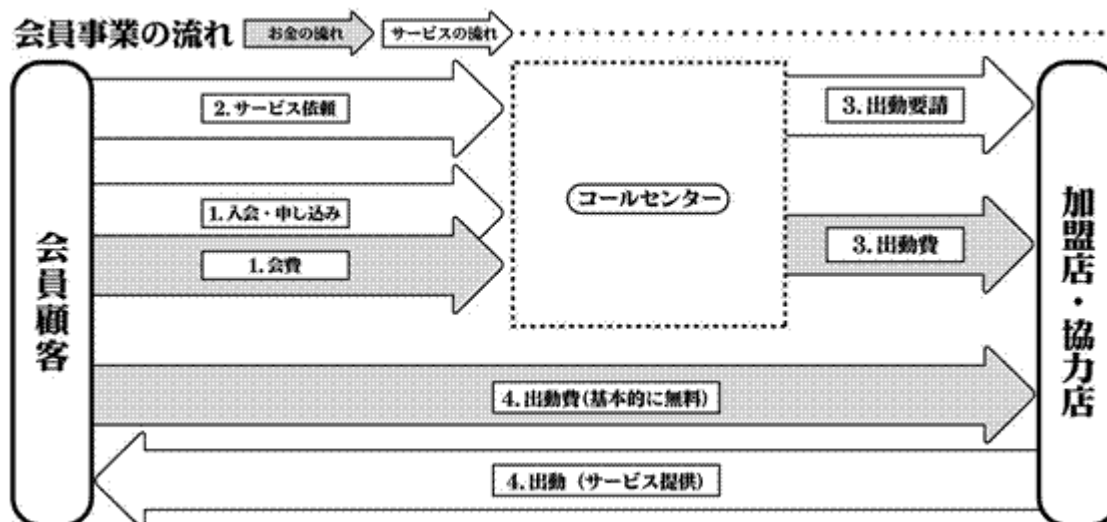 会員事業の流れ
お金の流れ
サービスの流れ
2.サービス依頼
3.出動要請
1.入会・申し込み
コールセンター
1.会費
3.出動費
会員顧客
加盟店・協力店
4.出動費(基本的に無料)
4.出動（サービス提供）